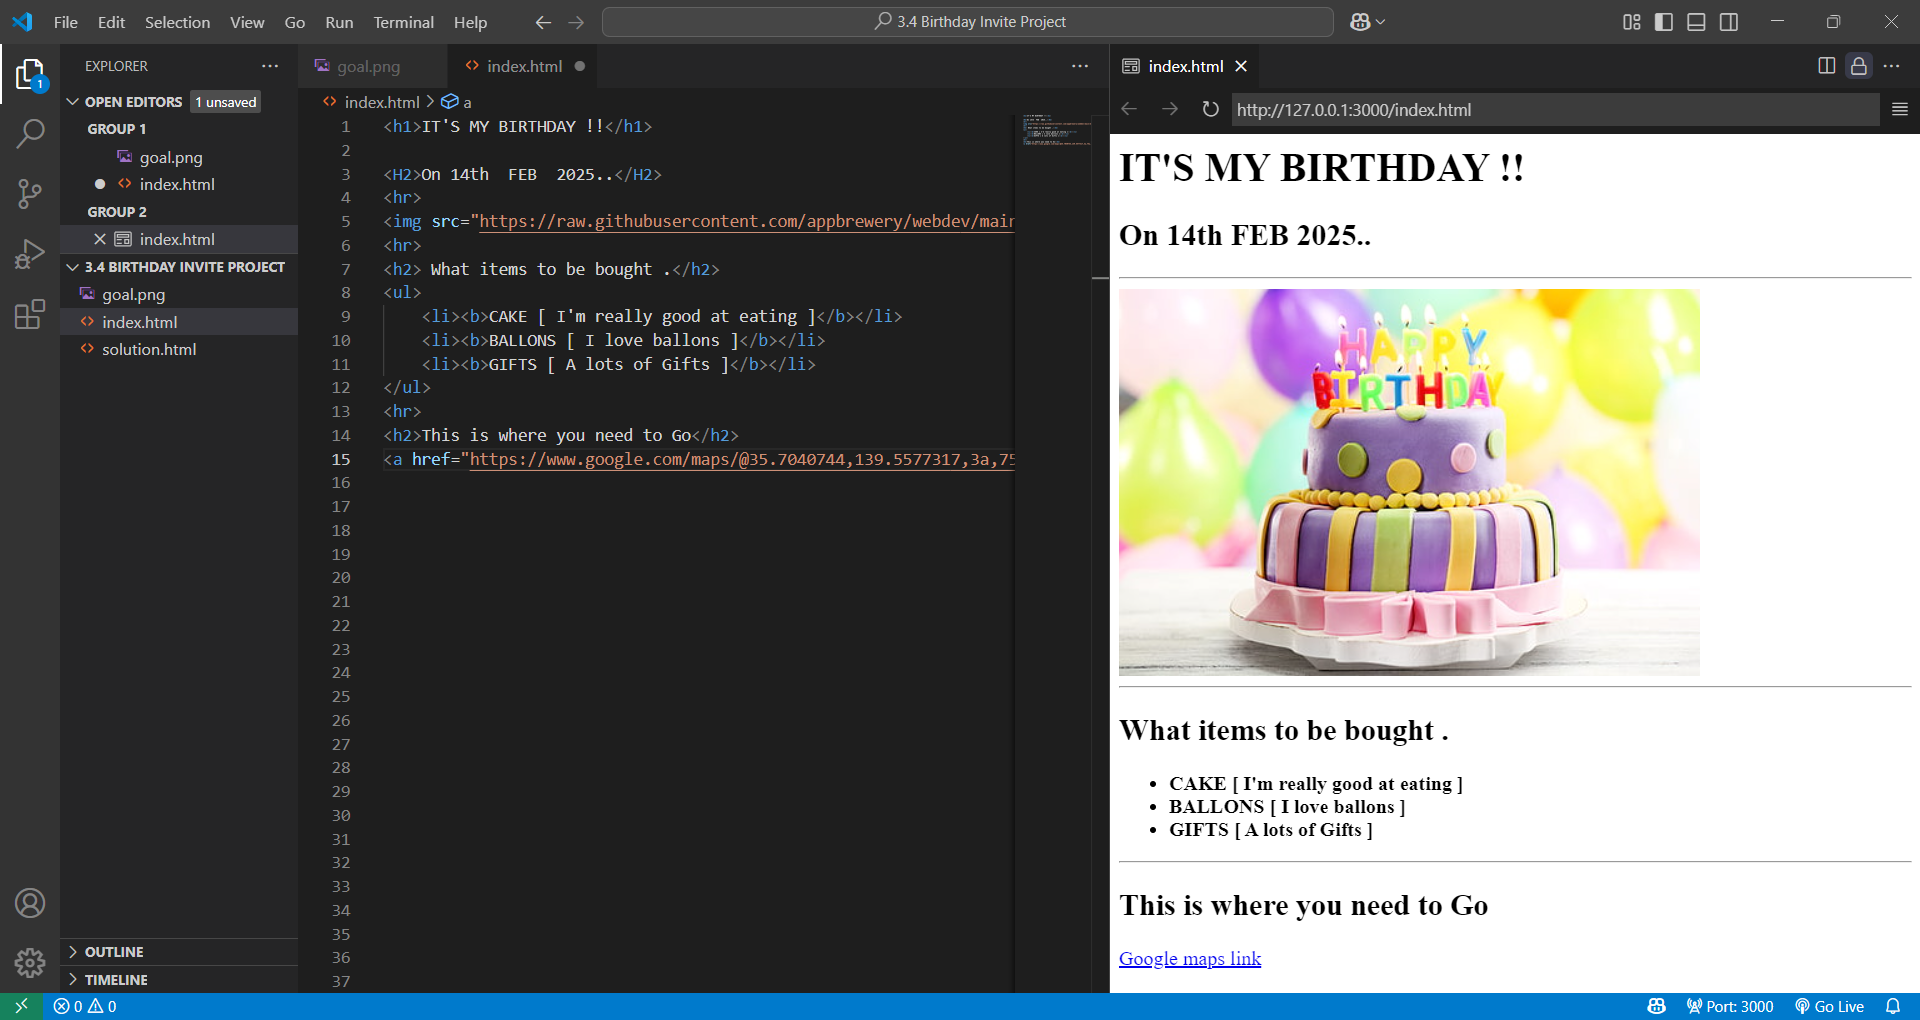 File Edit Selection View Go Run Terminal Help
3.4 Birthday Invite Project
1
EXPLORER
OPEN EDITORS 1 unsaved
GROUP 1
goal.png
index.html
GROUP 2
index.html
3.4 BIRTHDAY INVITE PROJECT
goal.png
index.html
solution.html
OUTLINE
TIMELINE
goal.png
index.html
index.html > a
1 <h1>IT'S MY BIRTHDAY !!</h1>
2
3 <H2>On 14th  FEB  2025..</H2>
4 <hr>
5 <img src="https://raw.githubusercontent.com/appbrewery/webdev/main
6 <hr>
7 <h2> What items to be bought .</h2>
8 <ul>
9 <li><b>CAKE [ I'm really good at eating ]</b></li>
10 <li><b>BALLONS [ I love ballons ]</b></li>
11 <li><b>GIFTS [ A lots of Gifts ]</b></li>
12 </ul>
13 <hr>
14 <h2>This is where you need to Go</h2>
15 <a href="https://www.google.com/maps/@35.7040744,139.5577317,3a,75
16
17
18
19
20
21
22
23
24
25
26
27
28
29
30
31
32
33
34
35
36
37
index.html
http://127.0.0.1:3000/index.html
IT'S MY BIRTHDAY !!
On 14th FEB 2025..
HAPPY
BIRTHDAY
What items to be bought .
• CAKE [ I'm really good at eating ]
• BALLONS [ I love ballons ]
• GIFTS [ A lots of Gifts ]
This is where you need to Go
Google maps link
0 0
Port: 3000 Go Live